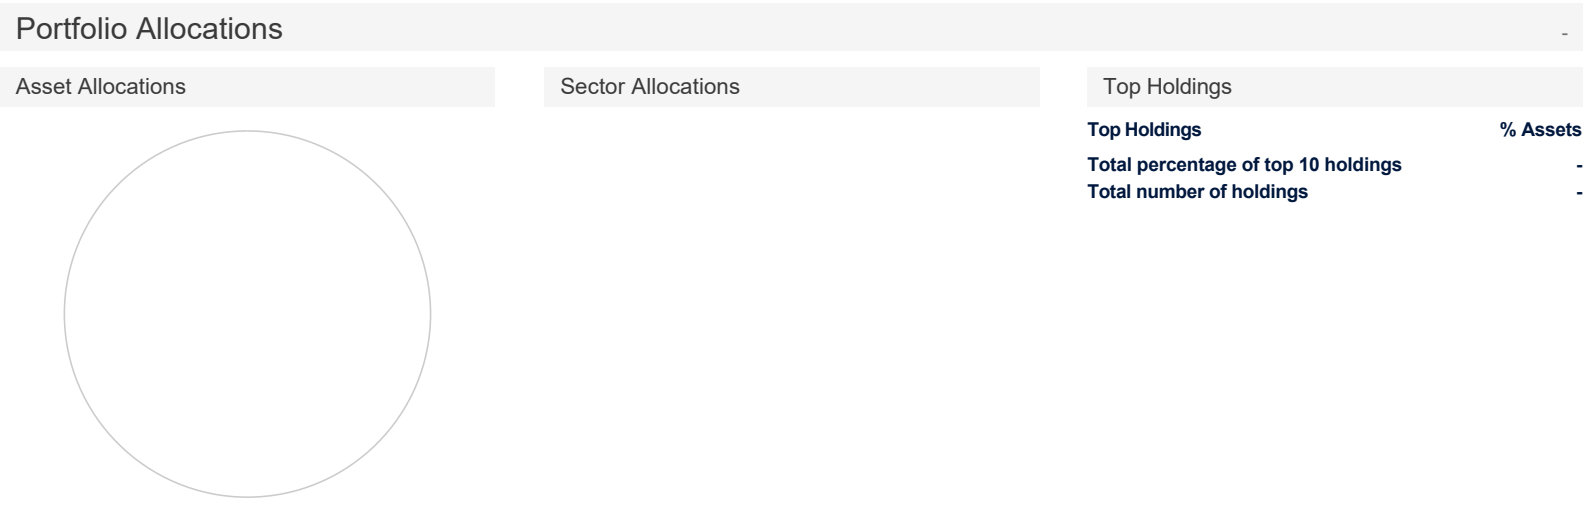 Portfolio Allocations -
Asset Allocations
Sector Allocations
Top Holdings
Top Holdings % Assets
Total percentage of top 10 holdings -
Total number of holdings -